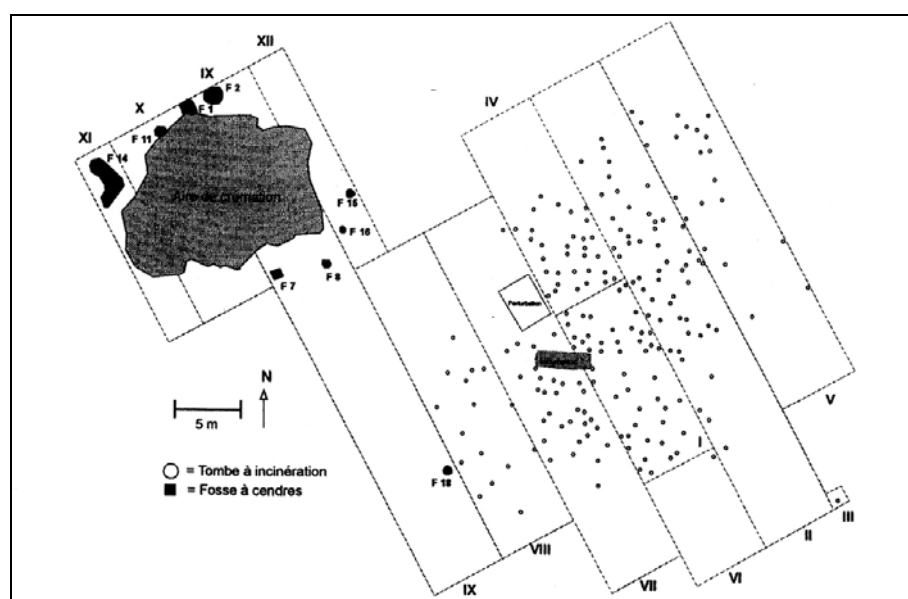 XII
IX
F 2
X
F 1
F 11
XI
F 14
Aire de crémation
F 15
F 16
F 8
F 7
IV
Perturbation
N
5 m
○ = Tombe à incinération
■ = Fosse à cendres
F 18
I
V
III
II
VIII
IX
VII
VI